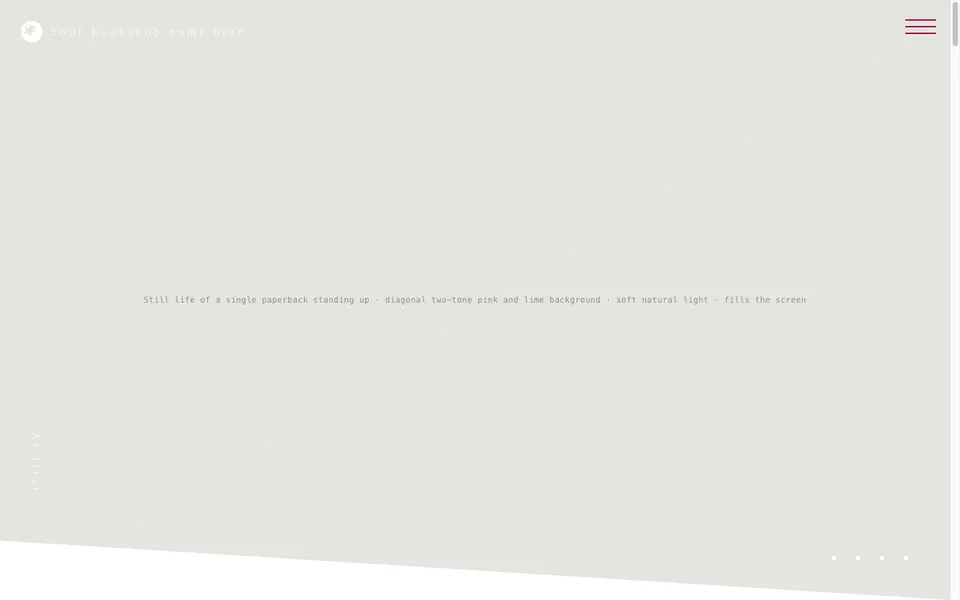 Your bookshop name here
Still life of a single paperback standing up · diagonal two-tone pink and lime background · soft natural light · fills the screen